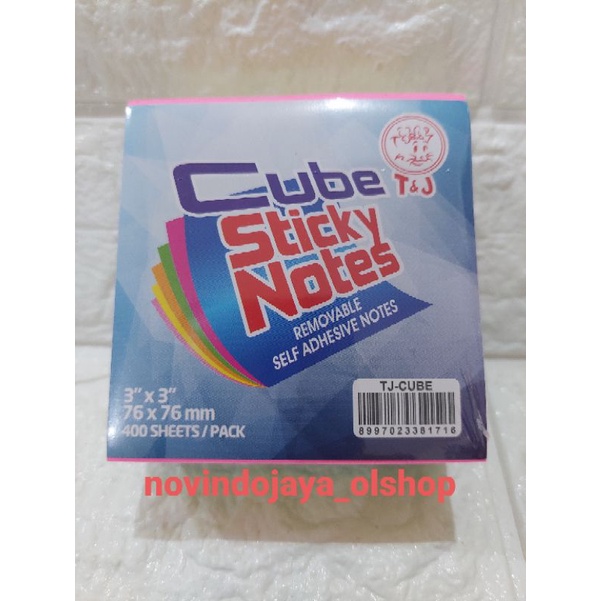 Cube T&J
Sticky
Notes
REMOVABLE
SELF ADHESIVE NOTES
3" x 3"
76 x 76 mm
400 SHEETS / PACK
TJ-CUBE
8997023381716
novindojaya_olshop